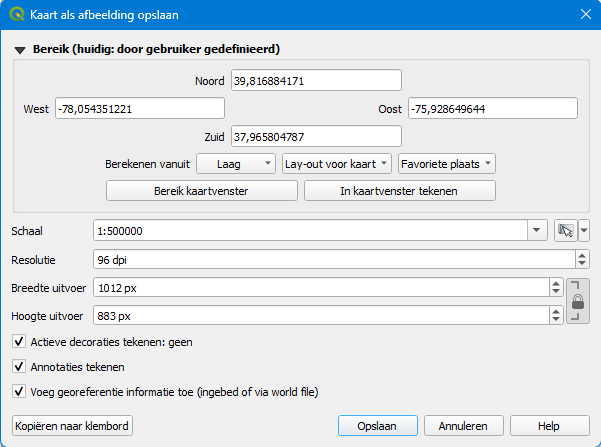 Kaart als afbeelding opslaan
Bereik (huidig: door gebruiker gedefinieerd)
Noord 39,816884171
West -78,054351221 Oost -75,928649644
Zuid 37,965804787
Berekenen vanuit Laag Lay-out voor kaart Favoriete plaats
Bereik kaartvenster In kaartvenster tekenen
Schaal 1:500000
Resolutie 96 dpi
Breedte uitvoer 1012 px
Hoogte uitvoer 883 px
Actieve decoraties tekenen: geen
Annotaties tekenen
Voeg georeferentie informatie toe (ingebed of via world file)
Kopiëren naar klembord Opslaan Annuleren Help